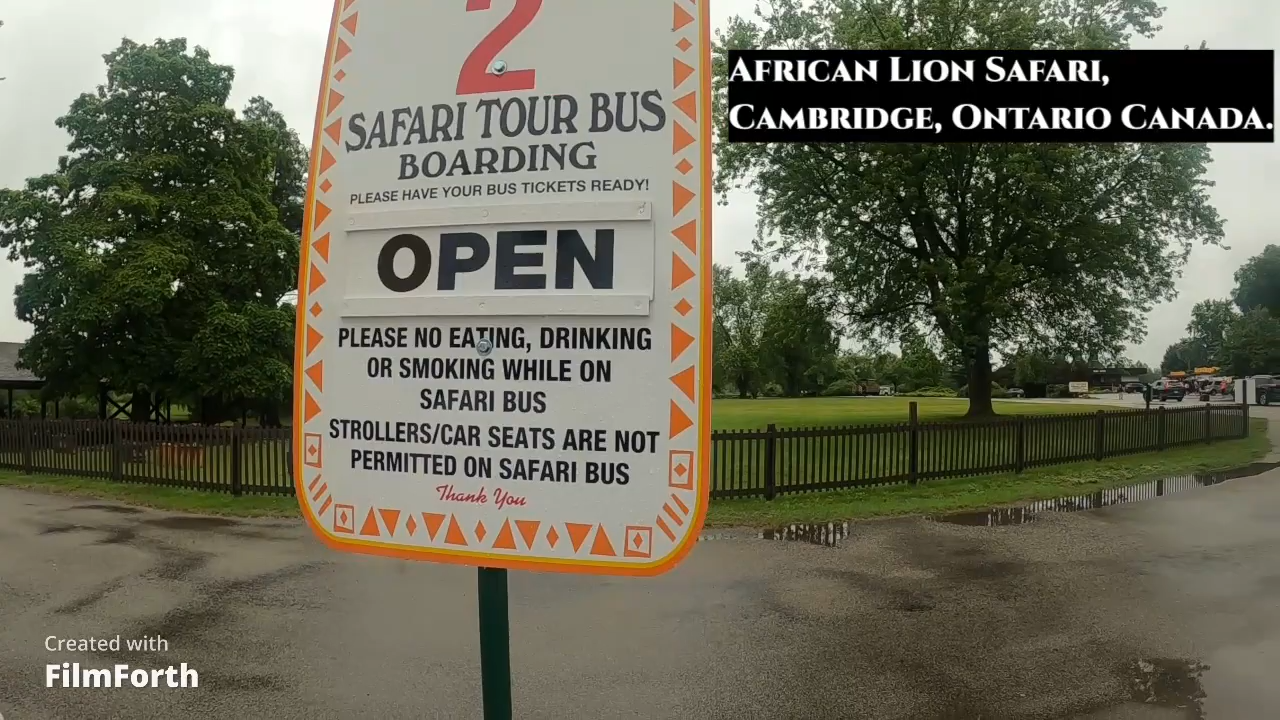 2
SAFARI TOUR BUS
BOARDING
PLEASE HAVE YOUR BUS TICKETS READY!
OPEN
PLEASE NO EATING, DRINKING
OR SMOKING WHILE ON
SAFARI BUS
STROLLERS/CAR SEATS ARE NOT
PERMITTED ON SAFARI BUS
Thank You
AFRICAN LION SAFARI,
CAMBRIDGE, ONTARIO CANADA.
Created with
FilmForth